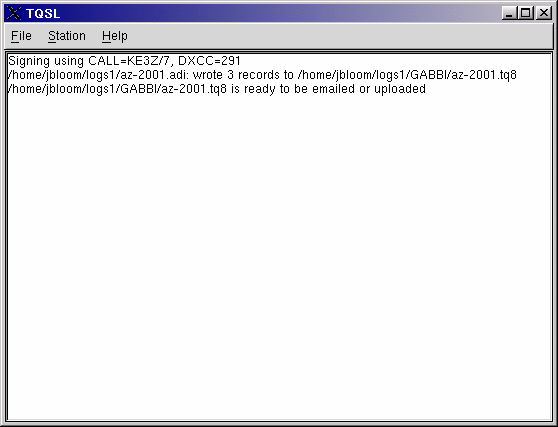 TQSL
File Station Help
Signing using CALL=KE3Z/7, DXCC=291
/home/jbloom/logs1/az-2001.adi: wrote 3 records to /home/jbloom/logs1/GABBI/az-2001.tq8
/home/jbloom/logs1/GABBI/az-2001.tq8 is ready to be emailed or uploaded